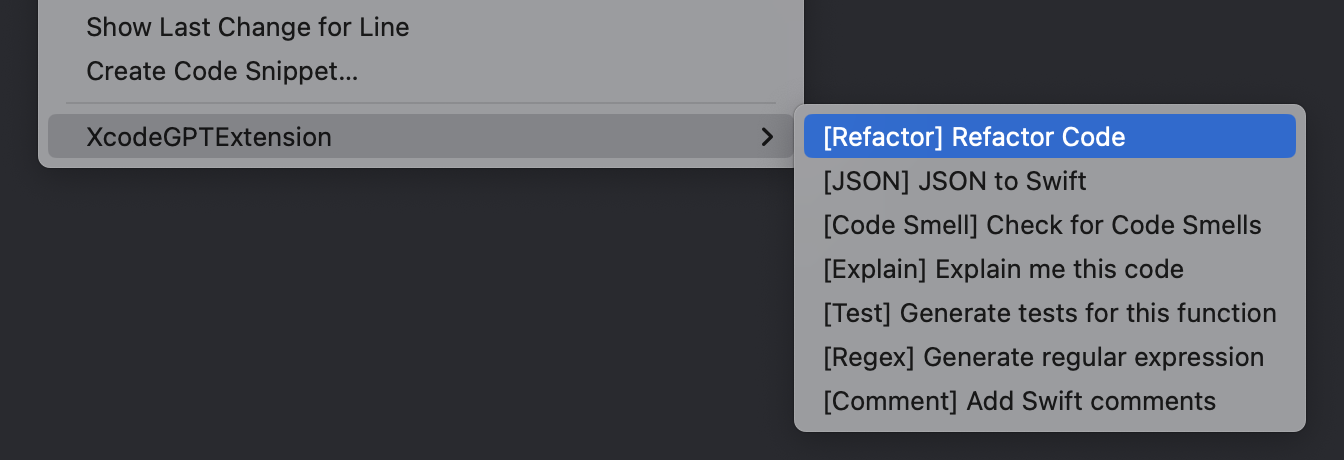 Show Last Change for Line
Create Code Snippet...
XcodeGPTExtension
[Refactor] Refactor Code
[JSON] JSON to Swift
[Code Smell] Check for Code Smells
[Explain] Explain me this code
[Test] Generate tests for this function
[Regex] Generate regular expression
[Comment] Add Swift comments